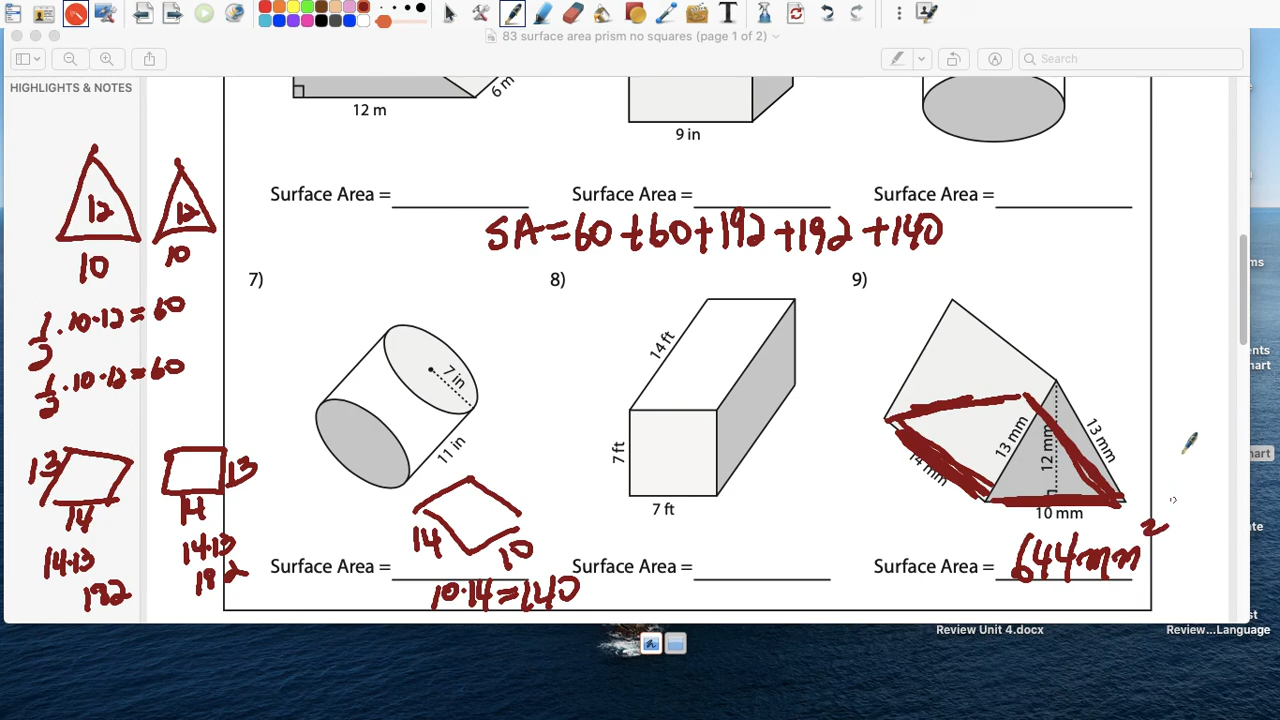 83 surface area prism no squares (page 1 of 2)
Search
HIGHLIGHTS & NOTES
6 m
12 m
9 in
Surface Area =
Surface Area =
Surface Area =
SA=60+60+192+192+140
12
12
10
10
1/2 · 10·12=60
1/2 · 10·12=60
7)
8)
9)
7 in
11 in
14 ft
7 ft
7 ft
14 mm
13 mm
12 mm
13 mm
10 mm
13
14
14·13
182
13
14
14·13
182
14
10
10·14=140
Surface Area =
Surface Area =
Surface Area =
644mm²
Review Unit 4.docx
Review...Language